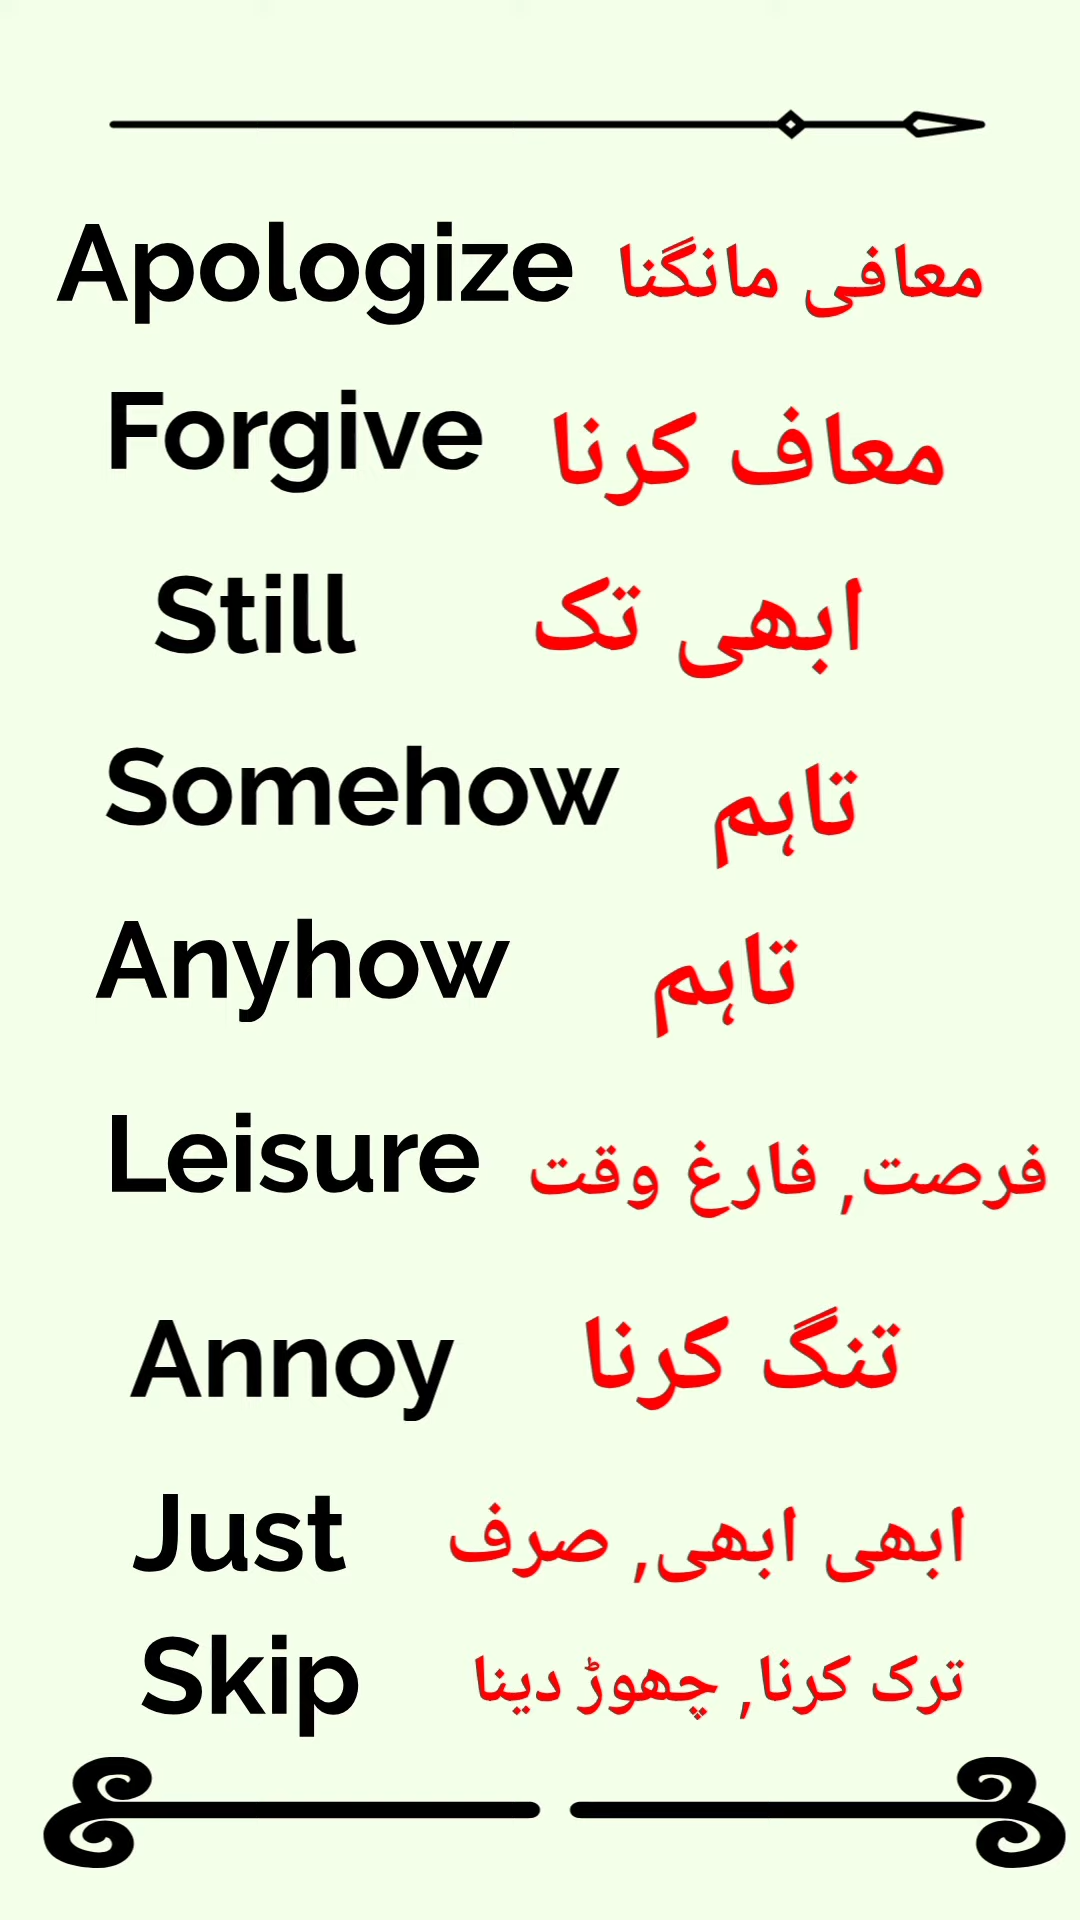 Apologize معافی مانگنا
Forgive معاف کرنا
Still ابھی تک
Somehow تاہم
Anyhow تاہم
Leisure فرصت, فارغ وقت
Annoy تنگ کرنا
Just ابھی ابھی, صرف
Skip ترک کرنا, چھوڑ دینا